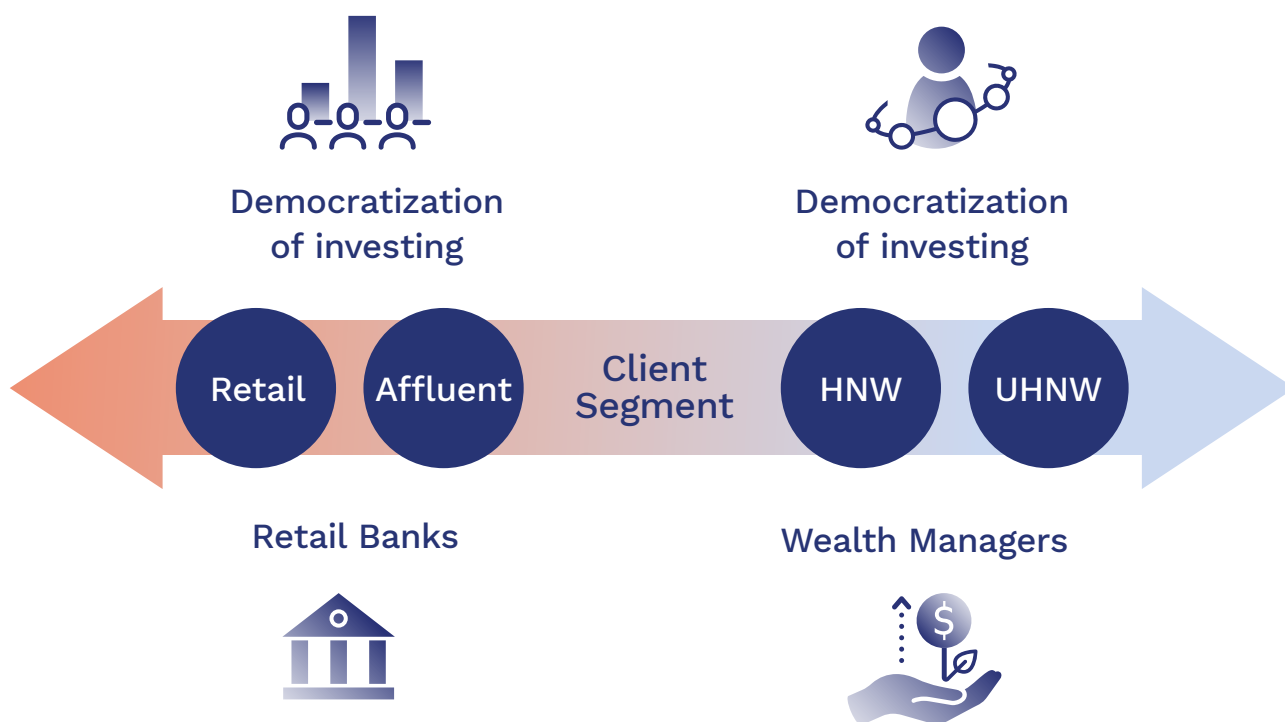 Democratization
of investing
Democratization
of investing
Retail
Affluent
Client
Segment
HNW
UHNW
Retail Banks
Wealth Managers
$